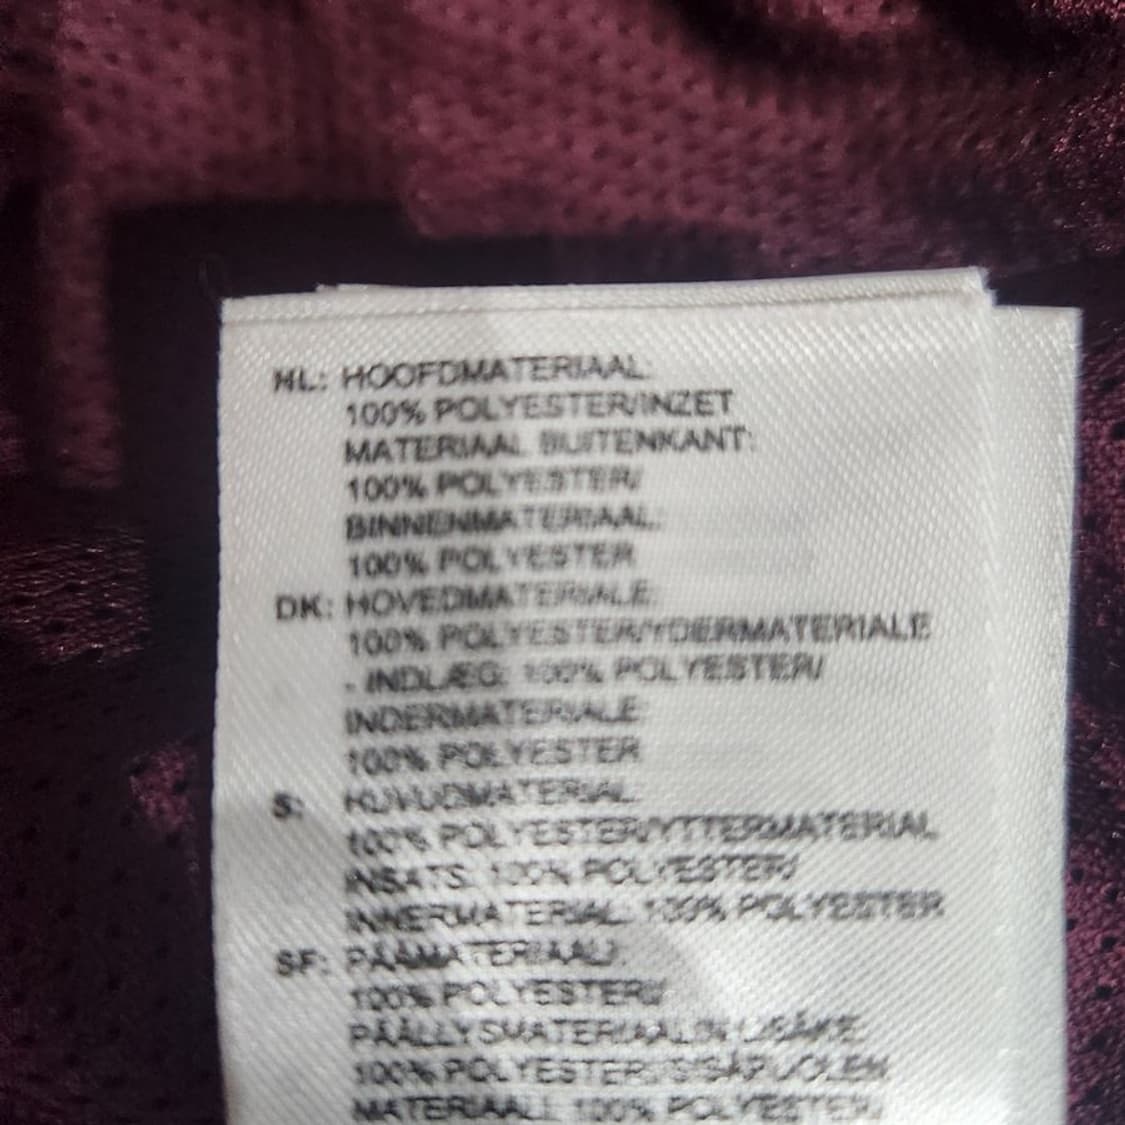 NL: HOOFDMATERIAAL:
100% POLYESTER/INZET
MATERIAAL BUITENKANT:
100% POLYESTER/
BINNENMATERIAAL:
100% POLYESTER
DK: HOVEDMATERIALE:
100% POLYESTER/YDERMATERIALE
- INDLÆG: 100% POLYESTER/
INDERMATERIALE:
100% POLYESTER
S: HUVUDMATERIAL:
100% POLYESTER/YTTERMATERIAL
INSATS: 100% POLYESTER/
INNERMATERIAL: 100% POLYESTER
SF: PÄÄMATERIAALI:
100% POLYESTERI/
PÄÄLLYSMATERIAALIN LISÄKE:
100% POLYESTERI/SISÄPUOLEN
MATERIAALI: 100% POLYESTERI/